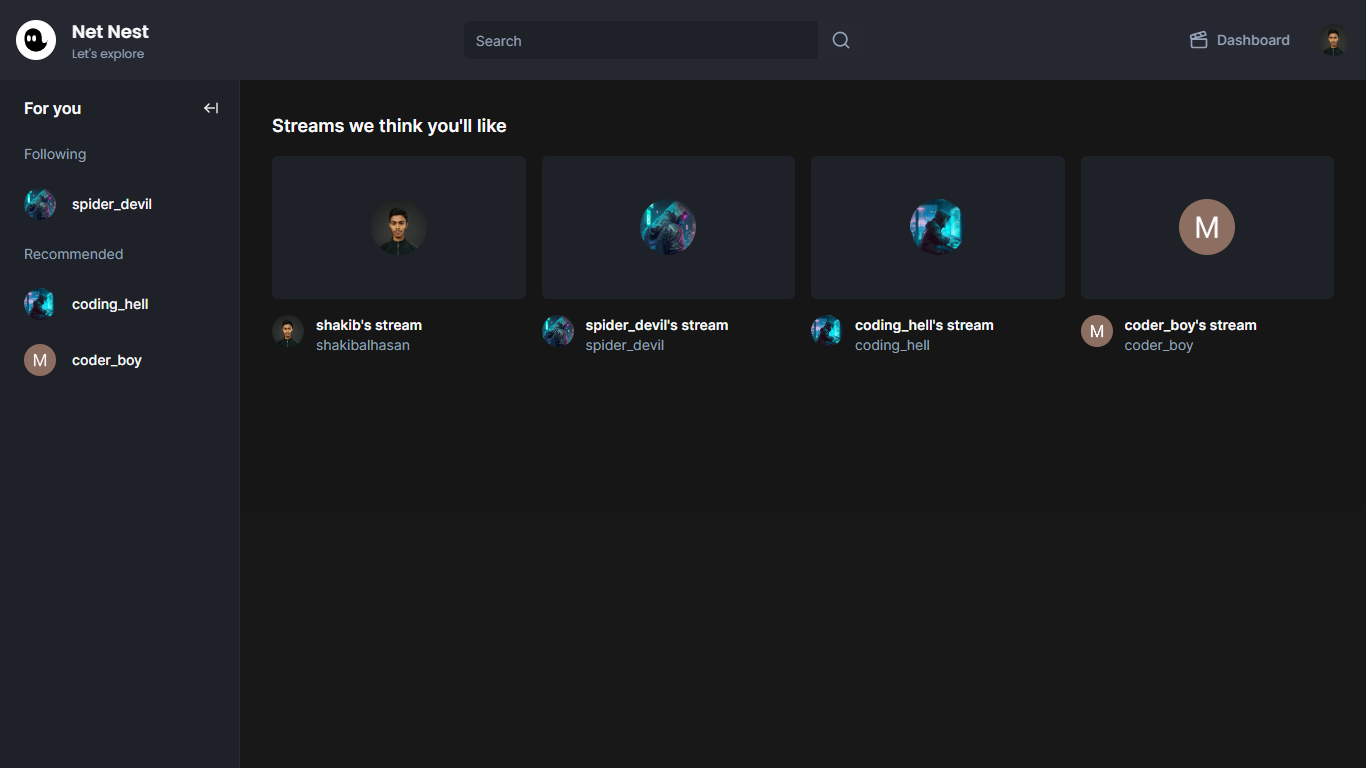 Net Nest
Let's explore
Search
Dashboard
For you
Following
spider_devil
Recommended
coding_hell
M
coder_boy
Streams we think you'll like
M
shakib's stream
shakibalhasan
spider_devil's stream
spider_devil
coding_hell's stream
coding_hell
M
coder_boy's stream
coder_boy